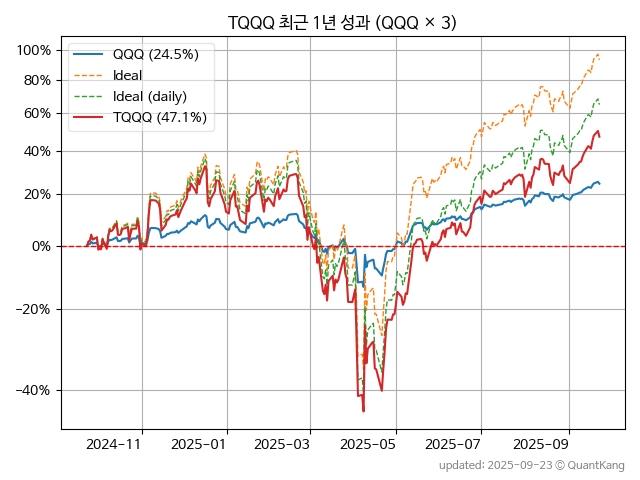 TQQQ 최근 1년 성과 (QQQ × 3)
QQQ (24.5%)
Ideal
Ideal (daily)
TQQQ (47.1%)
100%
80%
60%
40%
20%
0%
−20%
−40%
2024-11
2025-01
2025-03
2025-05
2025-07
2025-09
updated: 2025-09-23 © QuantKang